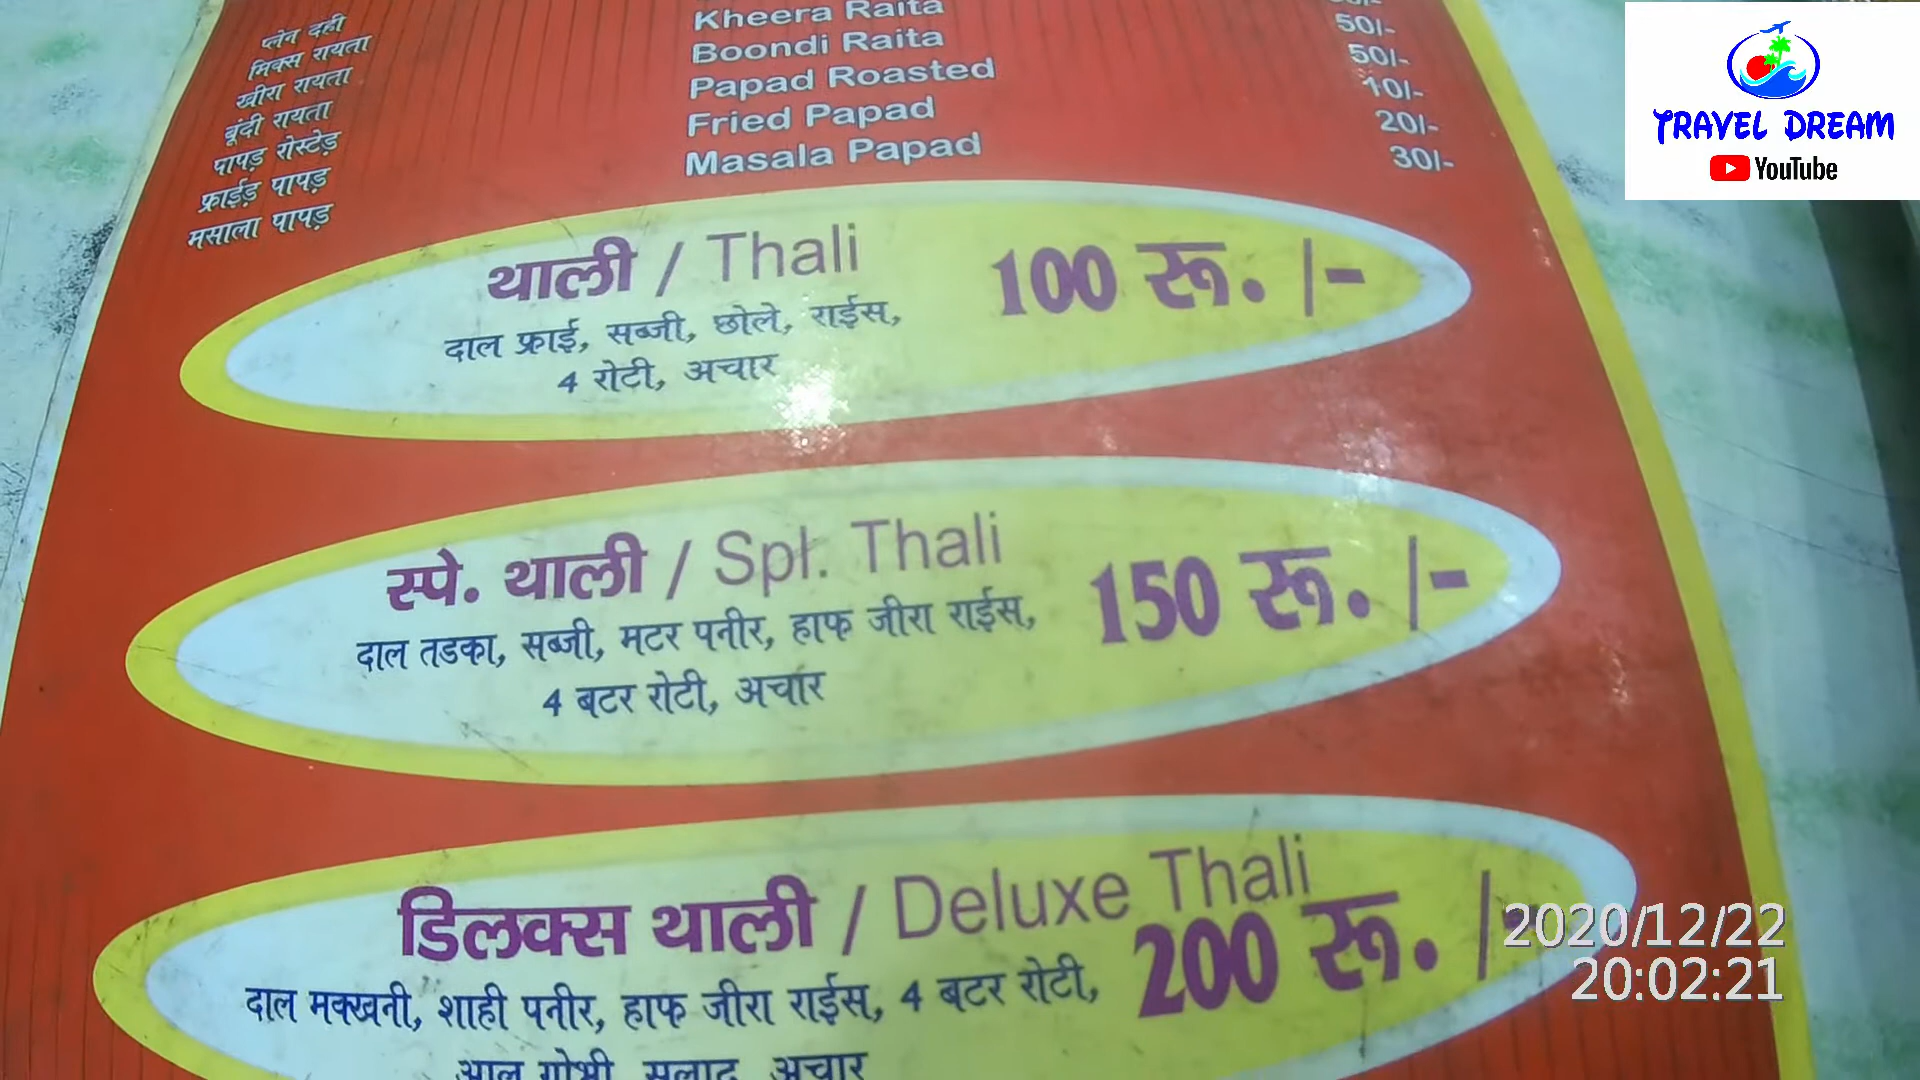 प्लेन दही
मिक्स रायता
खीरा रायता
बूंदी रायता
पापड़ रोस्टेड़
फ्राईड़ पापड़
मसाला पापड़
Kheera Raita
Boondi Raita 50/-
Papad Roasted 50/-
Fried Papad 10/-
Masala Papad 20/-
30/-
थाली / Thali 100 रू. /-
दाल फ्राई, सब्जी, छोले, राईस,
4 रोटी, अचार
स्पे. थाली / Spl. Thali 150 रू. /-
दाल तडका, सब्जी, मटर पनीर, हाफ जीरा राईस,
4 बटर रोटी, अचार
डिलक्स थाली / Deluxe Thali 200 रू. /-
दाल मक्खनी, शाही पनीर, हाफ जीरा राईस, 4 बटर रोटी,
आलू गोभी, सलाद, अचार
TRAVEL DREAM
YouTube
2020/12/22
20:02:21